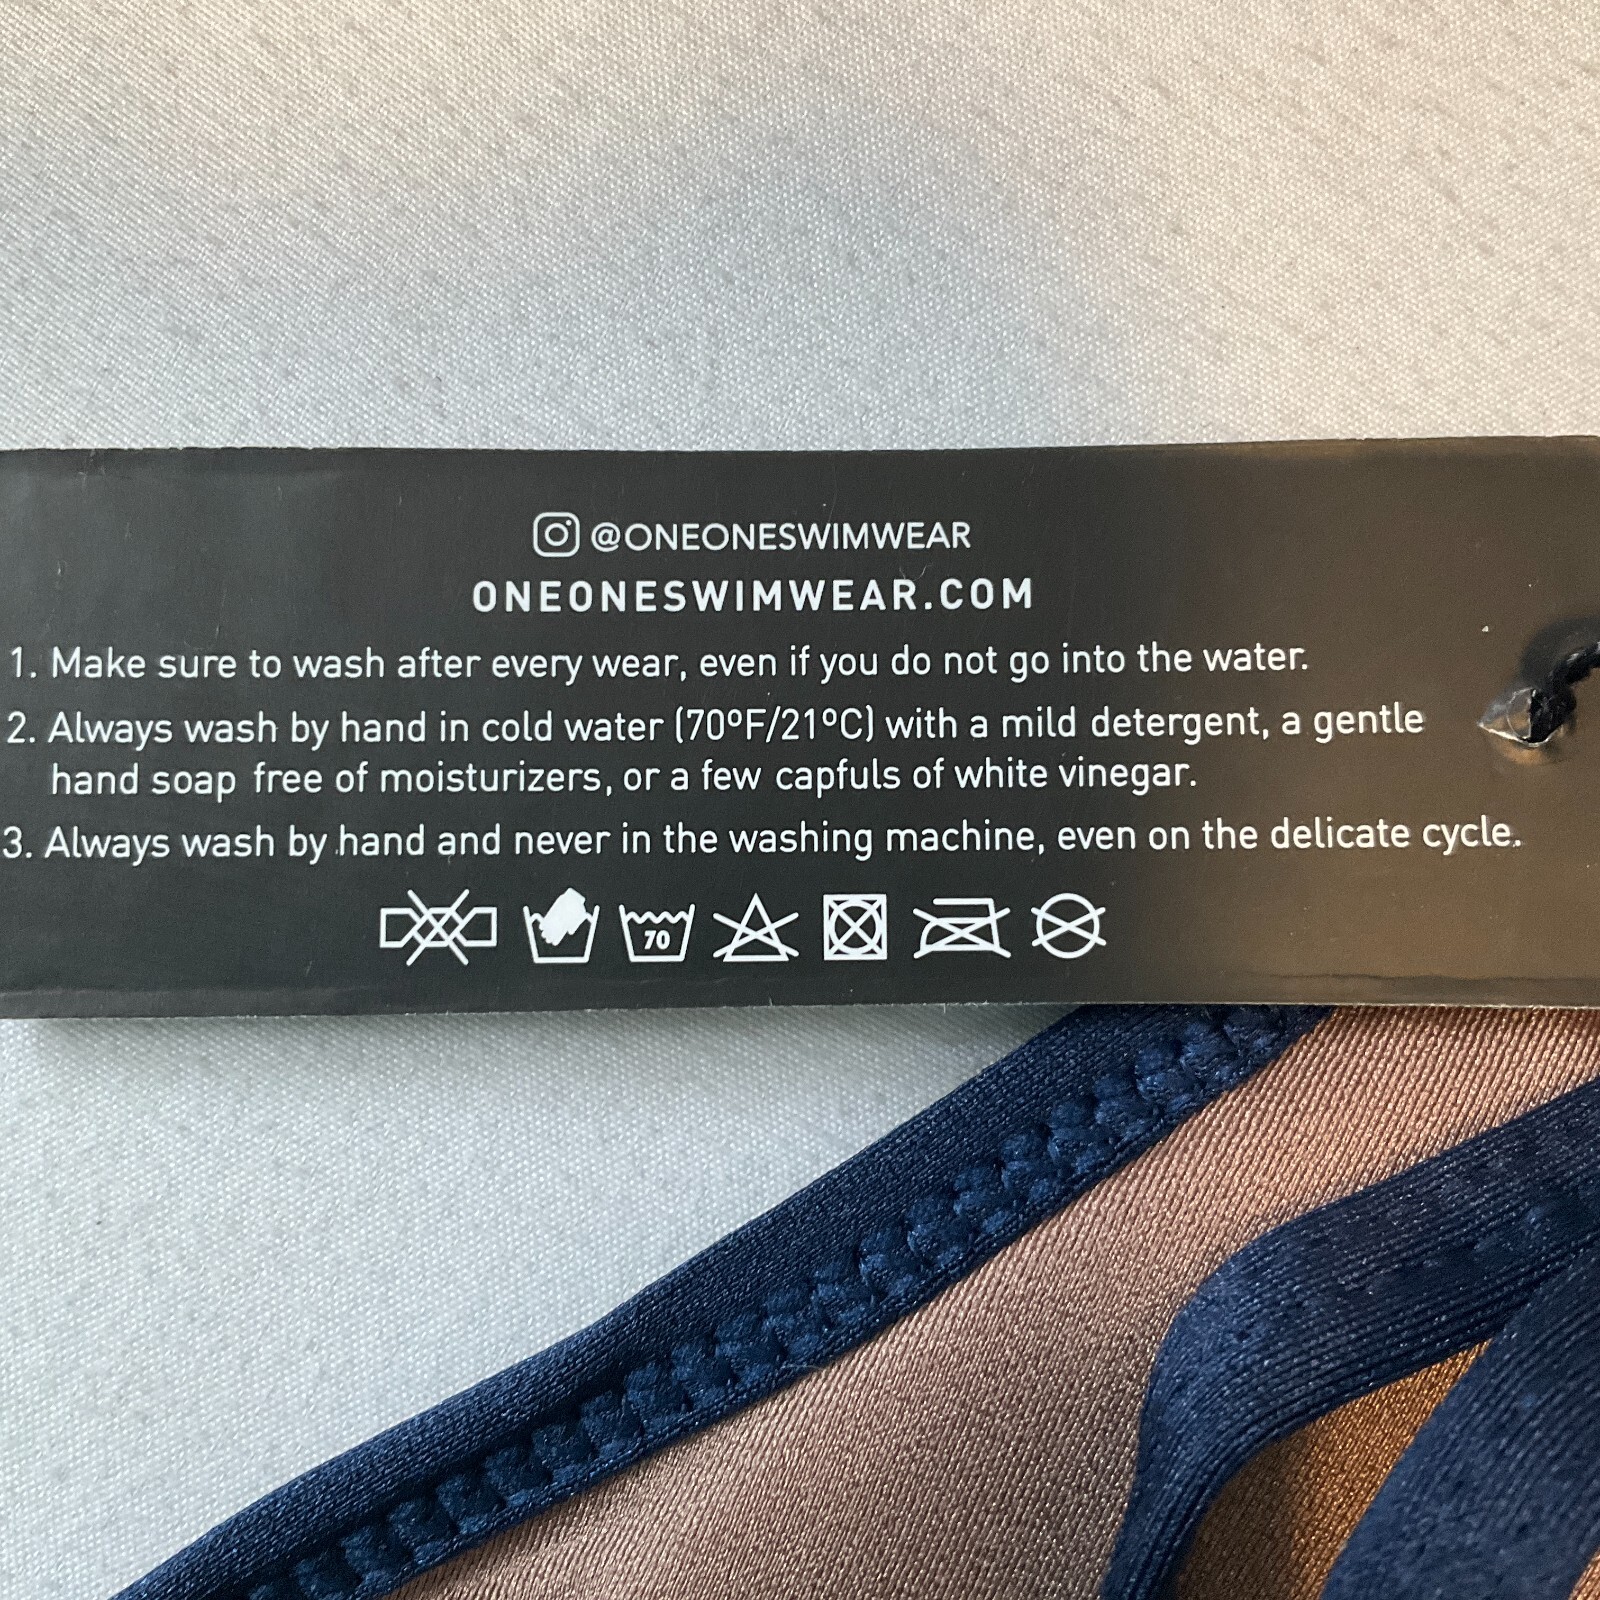 @ONEONESWIMWEAR
ONEONESWIMWEAR.COM
1. Make sure to wash after every wear, even if you do not go into the water.
2. Always wash by hand in cold water (70ºF/21ºC) with a mild detergent, a gentle
hand soap free of moisturizers, or a few capfuls of white vinegar.
3. Always wash by hand and never in the washing machine, even on the delicate cycle.
70